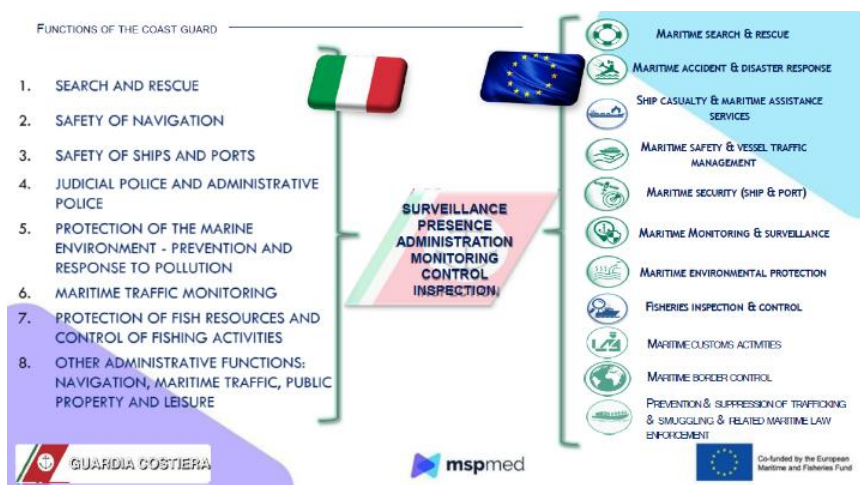 FUNCTIONS OF THE COAST GUARD
1. SEARCH AND RESCUE
2. SAFETY OF NAVIGATION
3. SAFETY OF SHIPS AND PORTS
4. JUDICIAL POLICE AND ADMINISTRATIVE
POLICE
5. PROTECTION OF THE MARINE
ENVIRONMENT - PREVENTION AND
RESPONSE TO POLLUTION
6. MARITIME TRAFFIC MONITORING
7. PROTECTION OF FISH RESOURCES AND
CONTROL OF FISHING ACTIVITIES
8. OTHER ADMINISTRATIVE FUNCTIONS:
NAVIGATION, MARITIME TRAFFIC, PUBLIC
PROPERTY AND LEISURE
SURVEILLANCE
PRESENCE
ADMINISTRATION
MONITORING
CONTROL
INSPECTION
MARITIME SEARCH & RESCUE
MARITIME ACCIDENT & DISASTER RESPONSE
SHIP CASUALTY & MARITIME ASSISTANCE
SERVICES
MARITIME SAFETY & VESSEL TRAFFIC
MANAGEMENT
MARITIME SECURITY (SHIP & PORT)
MARITIME MONITORING & SURVEILLANCE
MARITIME ENVIRONMENTAL PROTECTION
FISHERIES INSPECTION & CONTROL
MARITIME CUSTOMS ACTIVITIES
MARITIME BORDER CONTROL
PREVENTION & SUPPRESSION OF TRAFFICKING
& SMUGGLING & RELATED MARITIME LAW
ENFORCEMENT
GUARDIA COSTIERA
mspmed
Co-funded by the European
Maritime and Fisheries Fund